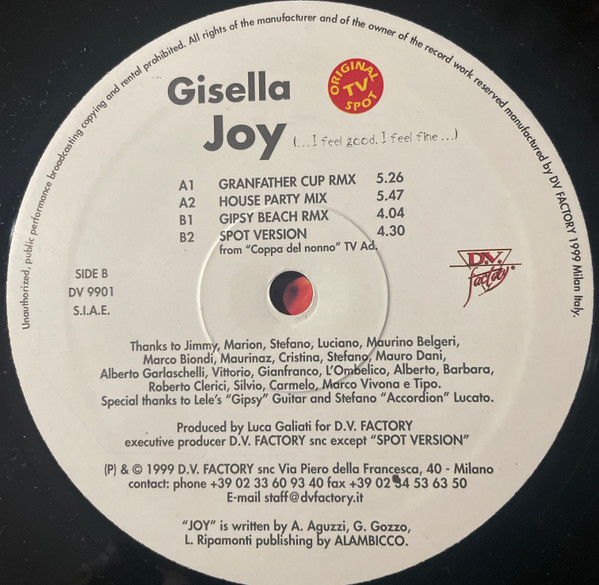 Unauthorized, public performance broadcasting copying and rental prohibited. All rights of the manufacturer and of the owner of the record work reserved manufactured by DV FACTORY 1999 Milan Italy.
Gisella
ORIGINAL
TV
SPOT
Joy (...I feel good, I feel fine...)
A1 GRANFATHER CUP RMX 5.26
A2 HOUSE PARTY MIX 5.47
B1 GIPSY BEACH RMX 4.04
B2 SPOT VERSION 4.30
from "Coppa del nonno" TV Ad.
SIDE B
DV 9901
S.I.A.E.
D.V.
factory
Thanks to Jimmy, Marion, Stefano, Luciano, Maurino Belgeri,
Marco Biondi, Maurinaz, Cristina, Stefano, Mauro Dani,
Alberto Garlaschelli, Vittorio, Gianfranco, L'Ombelico, Alberto, Barbara,
Roberto Clerici, Silvio, Carmelo, Marco Vivona e Tipo.
Special thanks to Lele's "Gipsy" Guitar and Stefano "Accordion" Lucato.
Produced by Luca Galiati for D.V. FACTORY
executive producer D.V. FACTORY snc except "SPOT VERSION"
(P) & © 1999 D.V. FACTORY snc Via Piero della Francesca, 40 - Milano
contact: phone +39 02 33 60 93 40 fax +39 02 34 53 63 50
E-mail staff@dvfactory.it
"JOY" is written by A. Aguzzi, G. Gozzo,
L. Ripamonti publishing by ALAMBICCO.